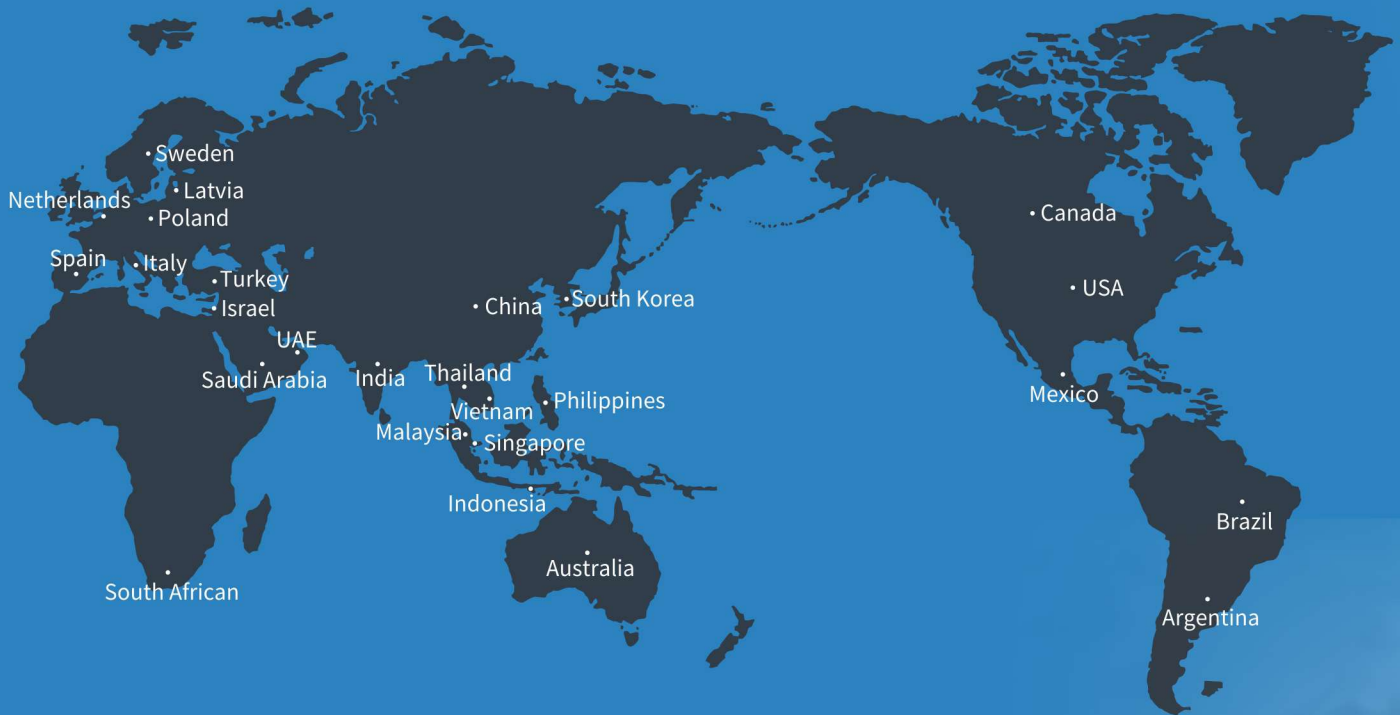 Sweden
Latvia
Netherlands
Poland
Canada
Spain
Italy
Turkey
USA
South Korea
China
Israel
UAE
Thailand
India
Saudi Arabia
Mexico
Philippines
Vietnam
Malaysia
Singapore
Indonesia
Brazil
Australia
South African
Argentina